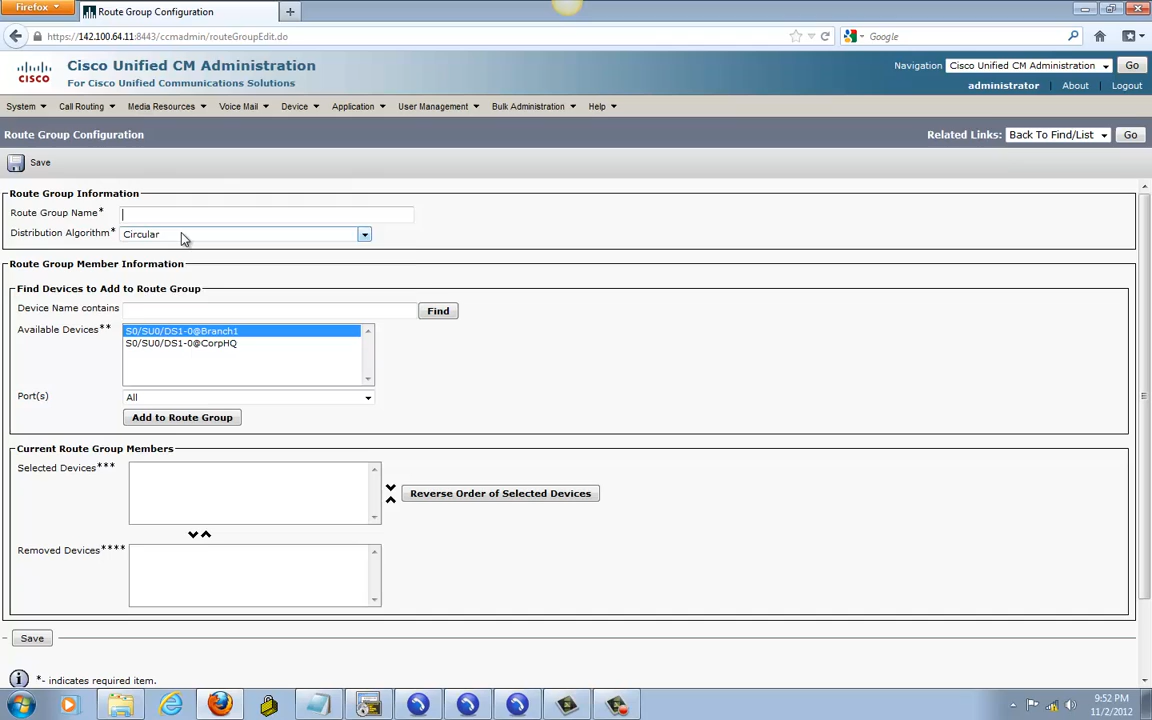 Firefox
Route Group Configuration
https://142.100.64.11:8443/ccmadmin/routeGroupEdit.do
Google
CISCO
Cisco Unified CM Administration
For Cisco Unified Communications Solutions
Navigation Cisco Unified CM Administration Go
administrator About Logout
System Call Routing Media Resources Voice Mail Device Application User Management Bulk Administration Help
Route Group Configuration
Related Links: Back To Find/List Go
Save
Route Group Information
Route Group Name*
Distribution Algorithm* Circular
Route Group Member Information
Find Devices to Add to Route Group
Device Name contains Find
Available Devices** S0/SU0/DS1-0@Branch1
S0/SU0/DS1-0@CorpHQ
Port(s) All
Add to Route Group
Current Route Group Members
Selected Devices***
Reverse Order of Selected Devices
Removed Devices****
Save
*- indicates required item.
9:52 PM
11/2/2012